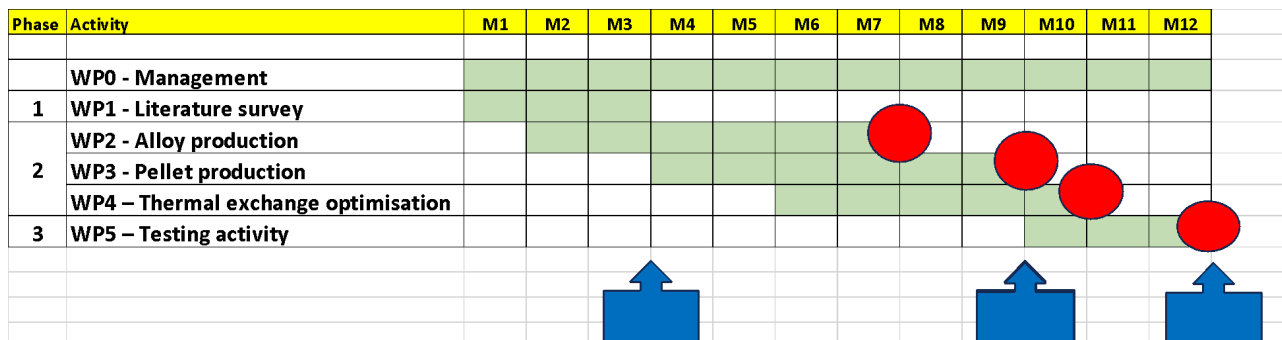 Phase Activity M1 M2 M3 M4 M5 M6 M7 M8 M9 M10 M11 M12
WP0 - Management
1 WP1 - Literature survey
WP2 - Alloy production
2 WP3 - Pellet production
WP4 – Thermal exchange optimisation
3 WP5 – Testing activity